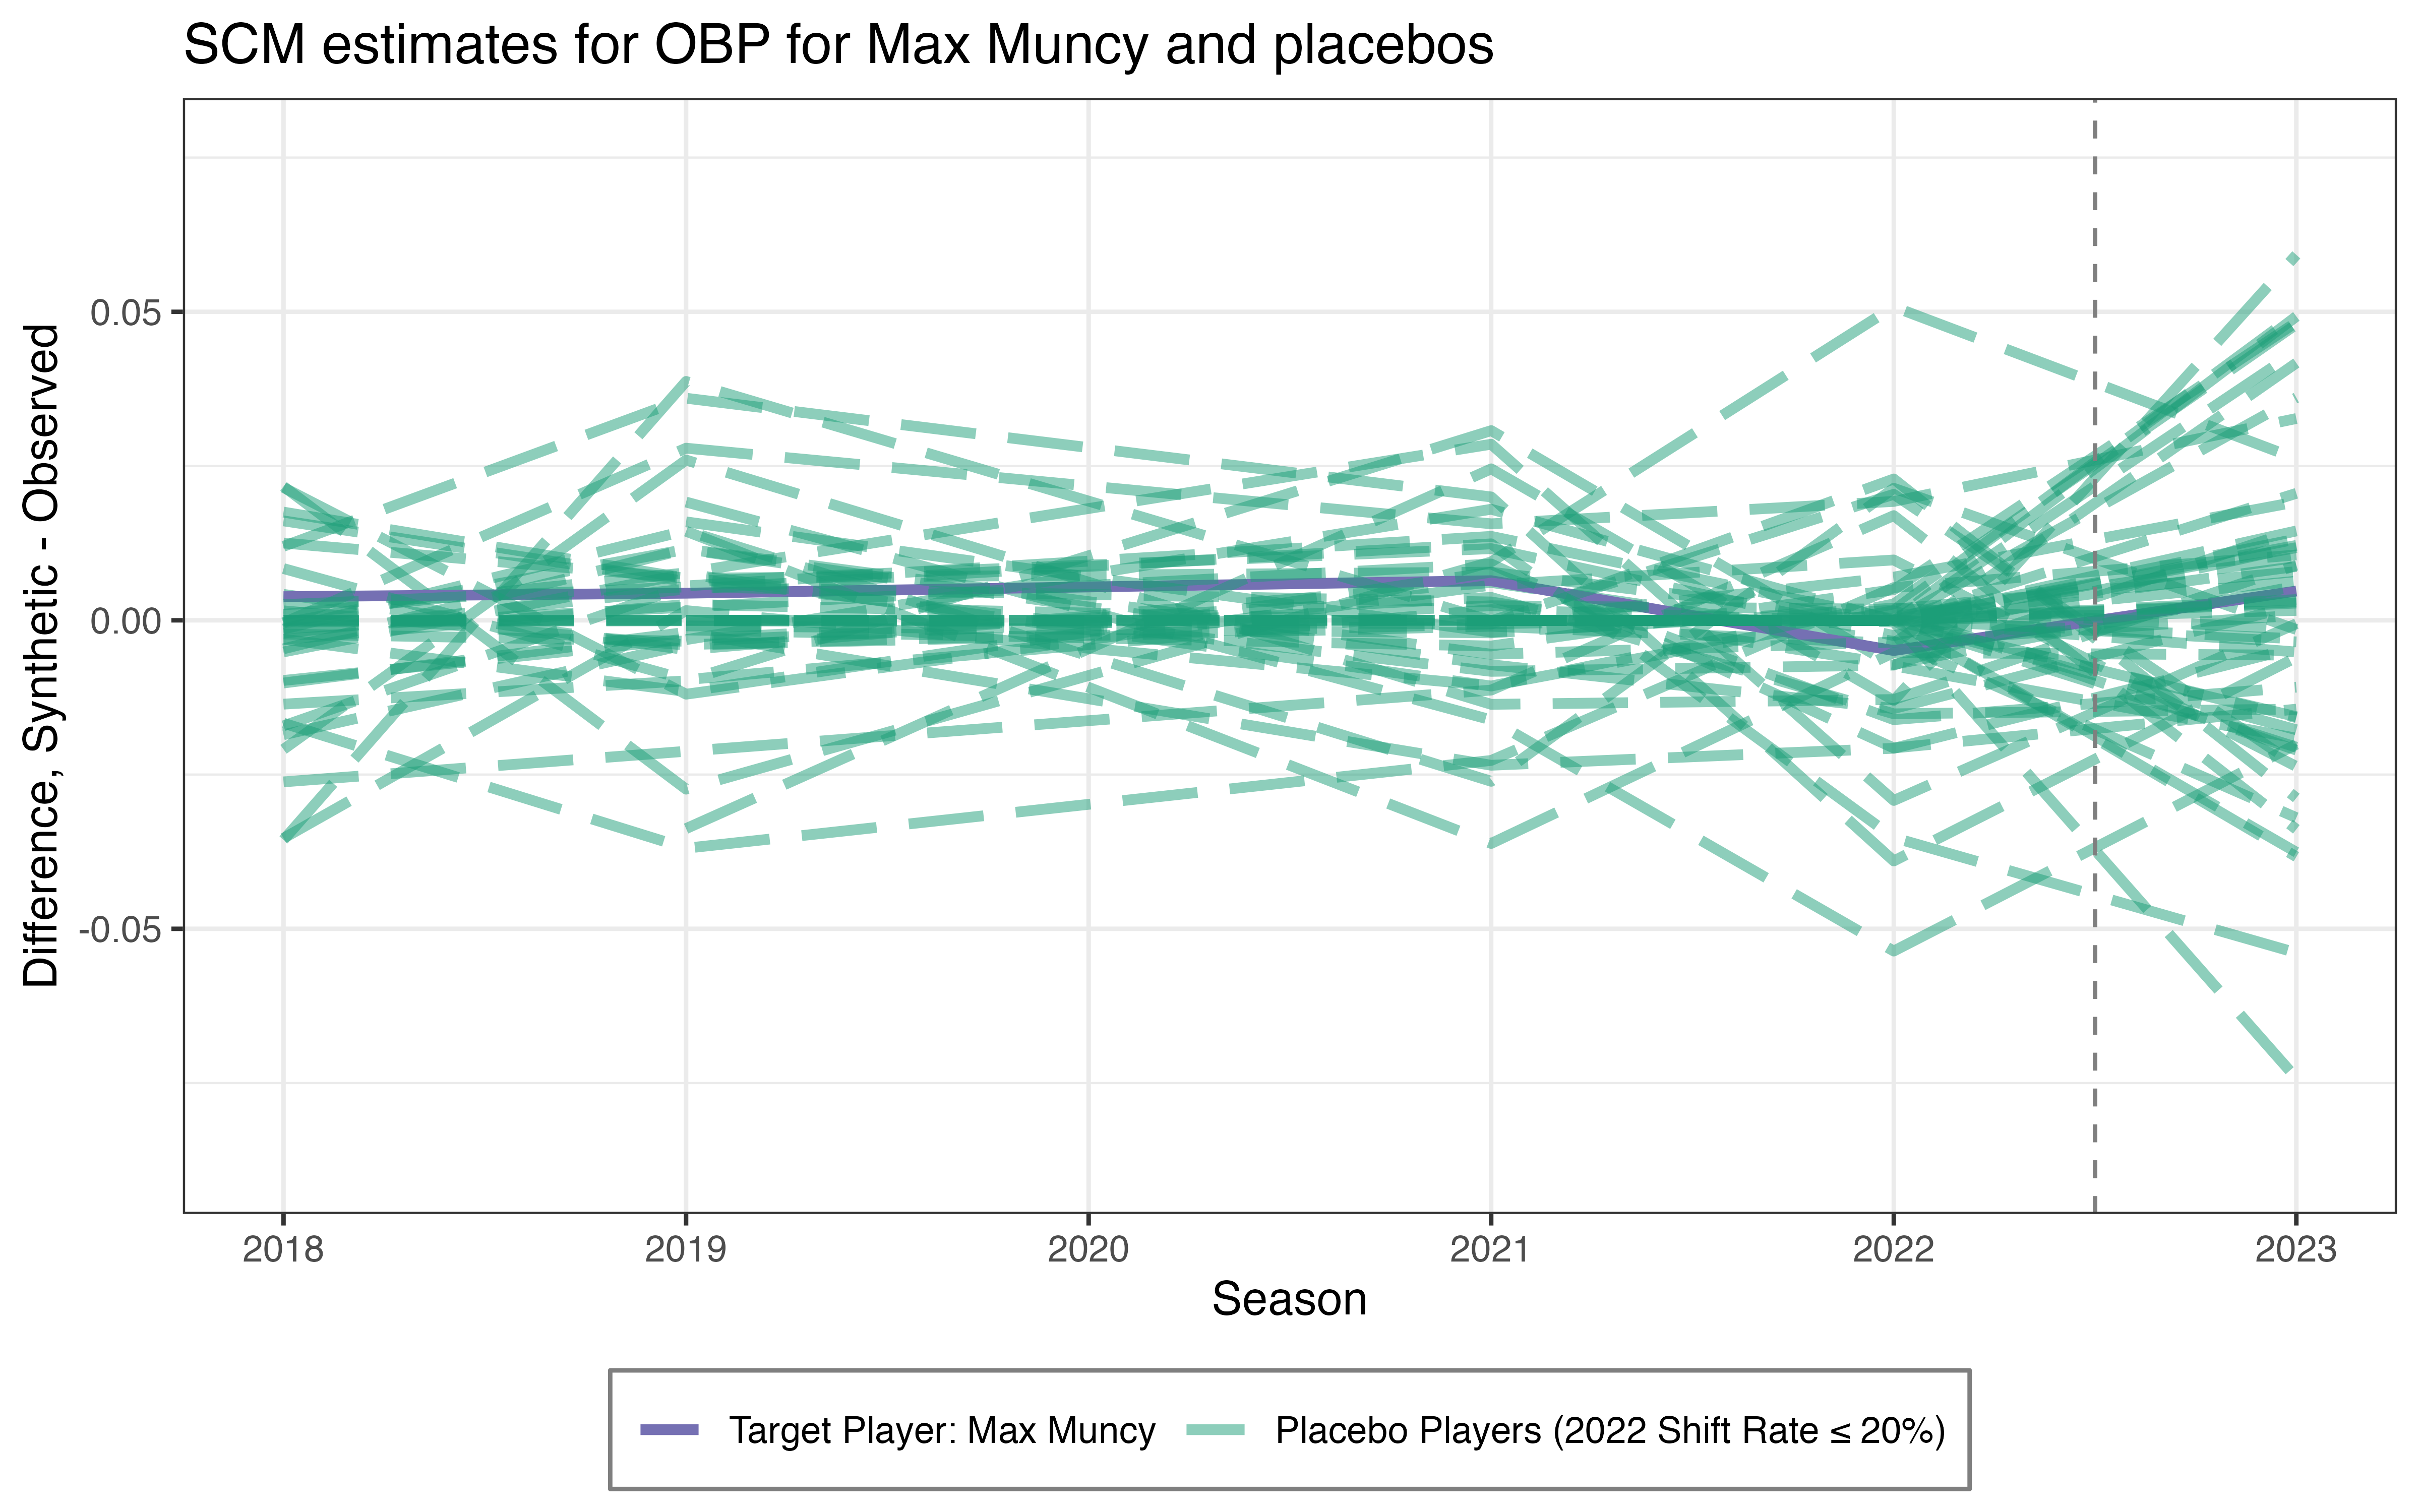 SCM estimates for OBP for Max Muncy and placebos
Difference, Synthetic - Observed
0.05
0.00
-0.05
2018 2019 2020 2021 2022 2023
Season
Target Player: Max Muncy Placebo Players (2022 Shift Rate ≤ 20%)